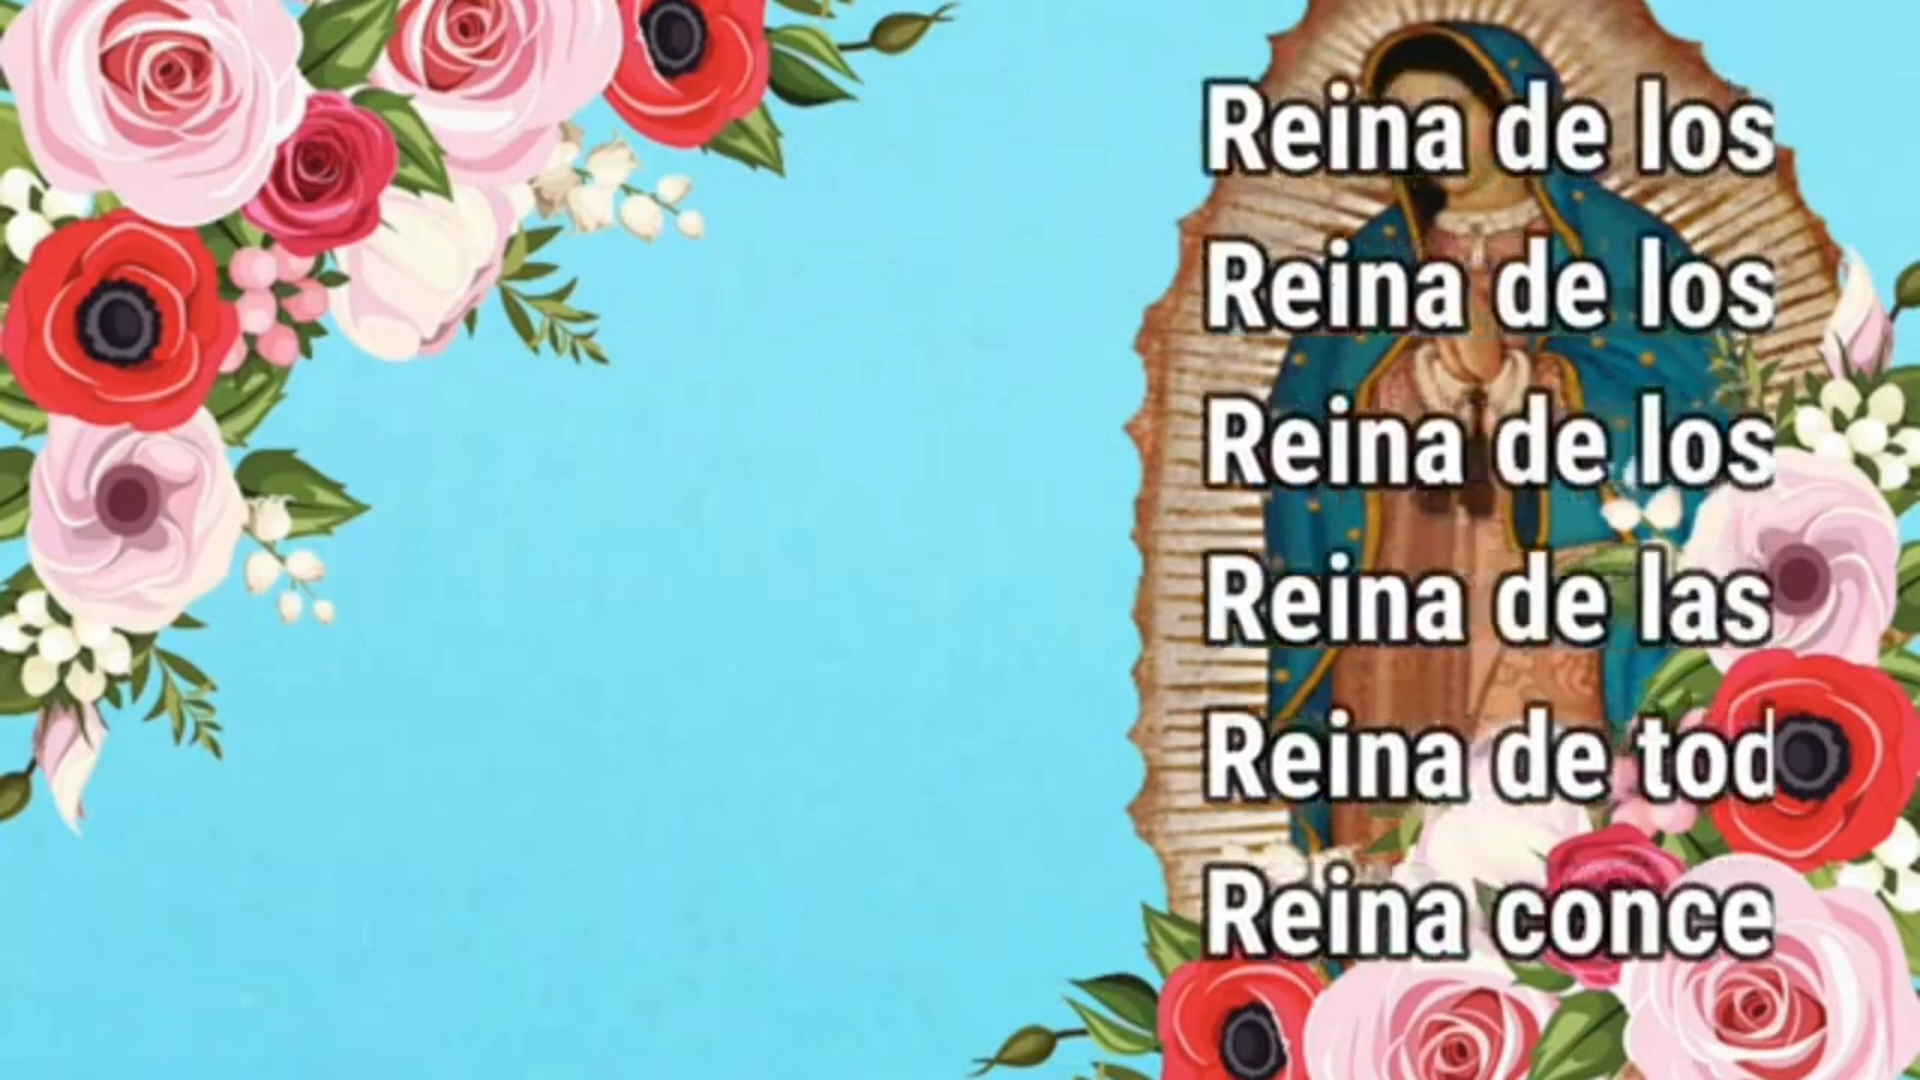 Reina de los
Reina de los
Reina de los
Reina de las
Reina de tod
Reina conce